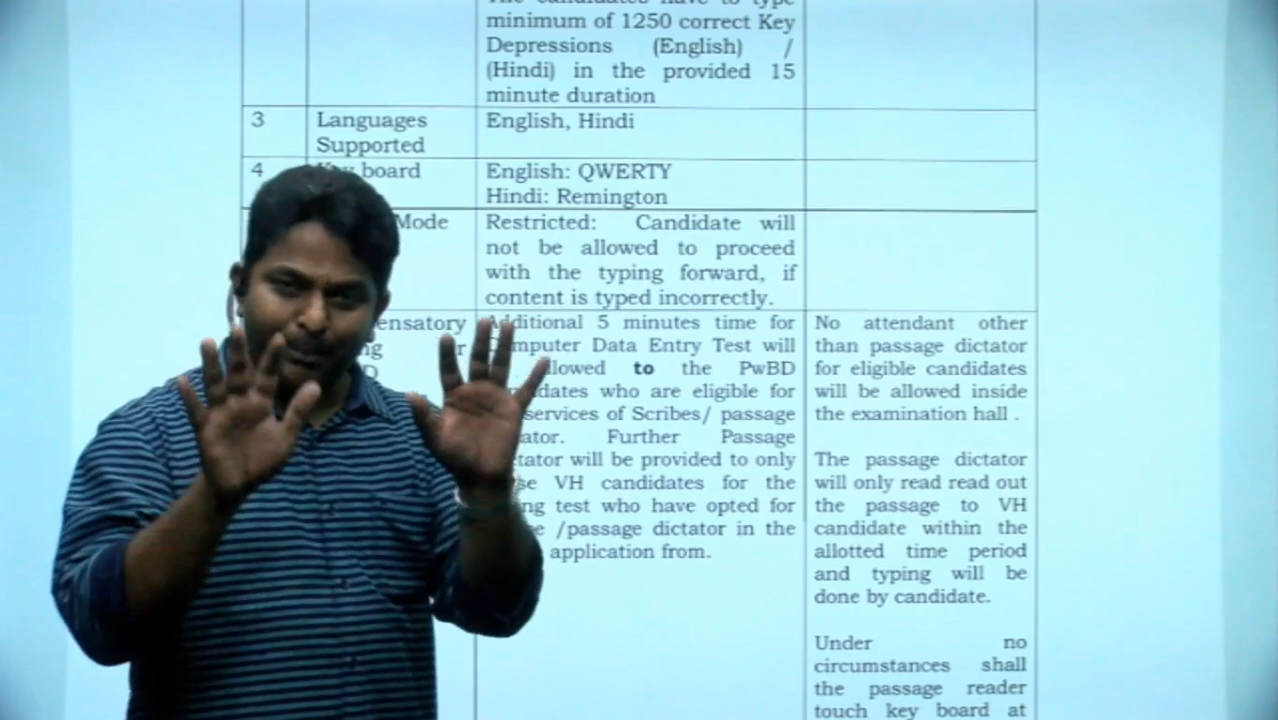 The candidates have to type
minimum of 1250 correct Key
Depressions (English) /
(Hindi) in the provided 15
minute duration
3
Languages
Supported
English, Hindi
4
Key board
English: QWERTY
Hindi: Remington
Mode
Restricted: Candidate will
not be allowed to proceed
with the typing forward, if
content is typed incorrectly.
Additional 5 minutes time for
Computer Data Entry Test will
allowed to the PwBD
who are eligible for
services of Scribes/ passage
Further Passage
will be provided to only
VH candidates for the
test who have opted for
/passage dictator in the
application from.
No attendant other
than passage dictator
for eligible candidates
will be allowed inside
the examination hall .
The passage dictator
will only read read out
the passage to VH
candidate within the
allotted time period
and typing will be
done by candidate.
Under no
circumstances shall
the passage reader
touch key board at